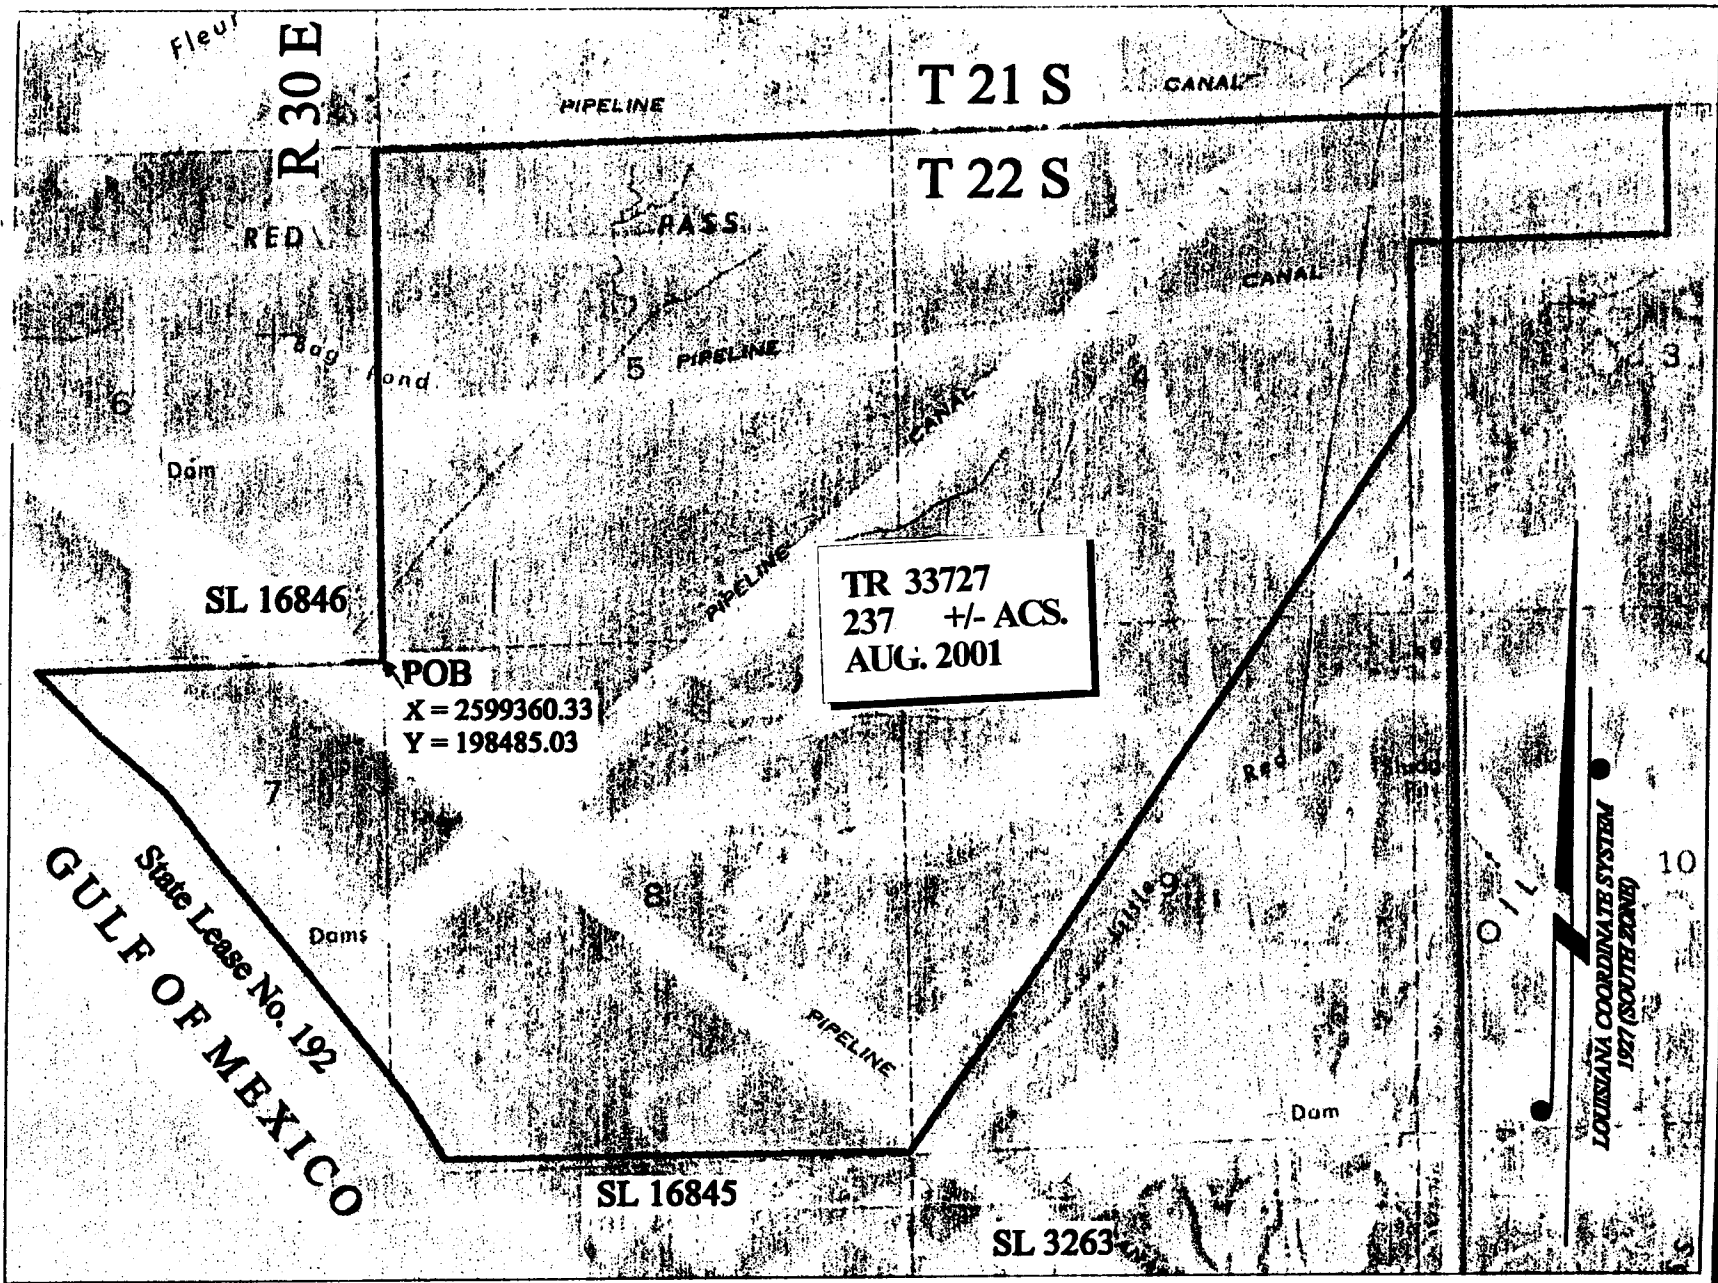 Fleur
R 30 E
T 21 S
CANAL
PIPELINE
T 22 S
PASS
RED
CANAL
Bag
Pond
5
PIPELINE
3
6
CANAL
Dam
PIPELINE
TR 33727
237 +/- ACS.
AUG. 2001
SL 16846
POB
X = 2599360.33
Y = 198485.03
Red
7
State Lease No. 192
GULF OF MEXICO
8
9
Little
10
OIL
LOUISIANA COORDINATE SYSTEM
1927 (SOUTH ZONE)
Dams
PIPELINE
Dam
SL 16845
SL 3263